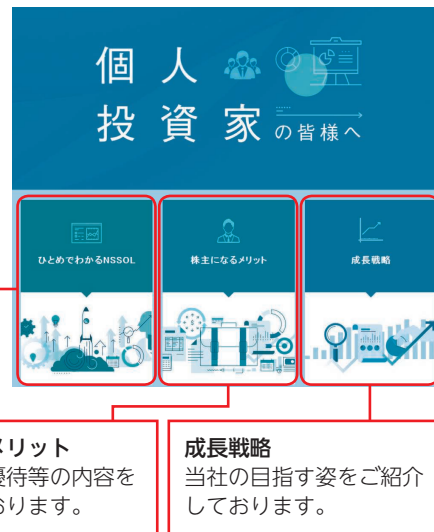 個人
投資家の皆様へ
ひとめでわかるNSSOL
株主になるメリット
成長戦略
メリット
優待等の内容を
おります。
成長戦略
当社の目指す姿をご紹介
しております。